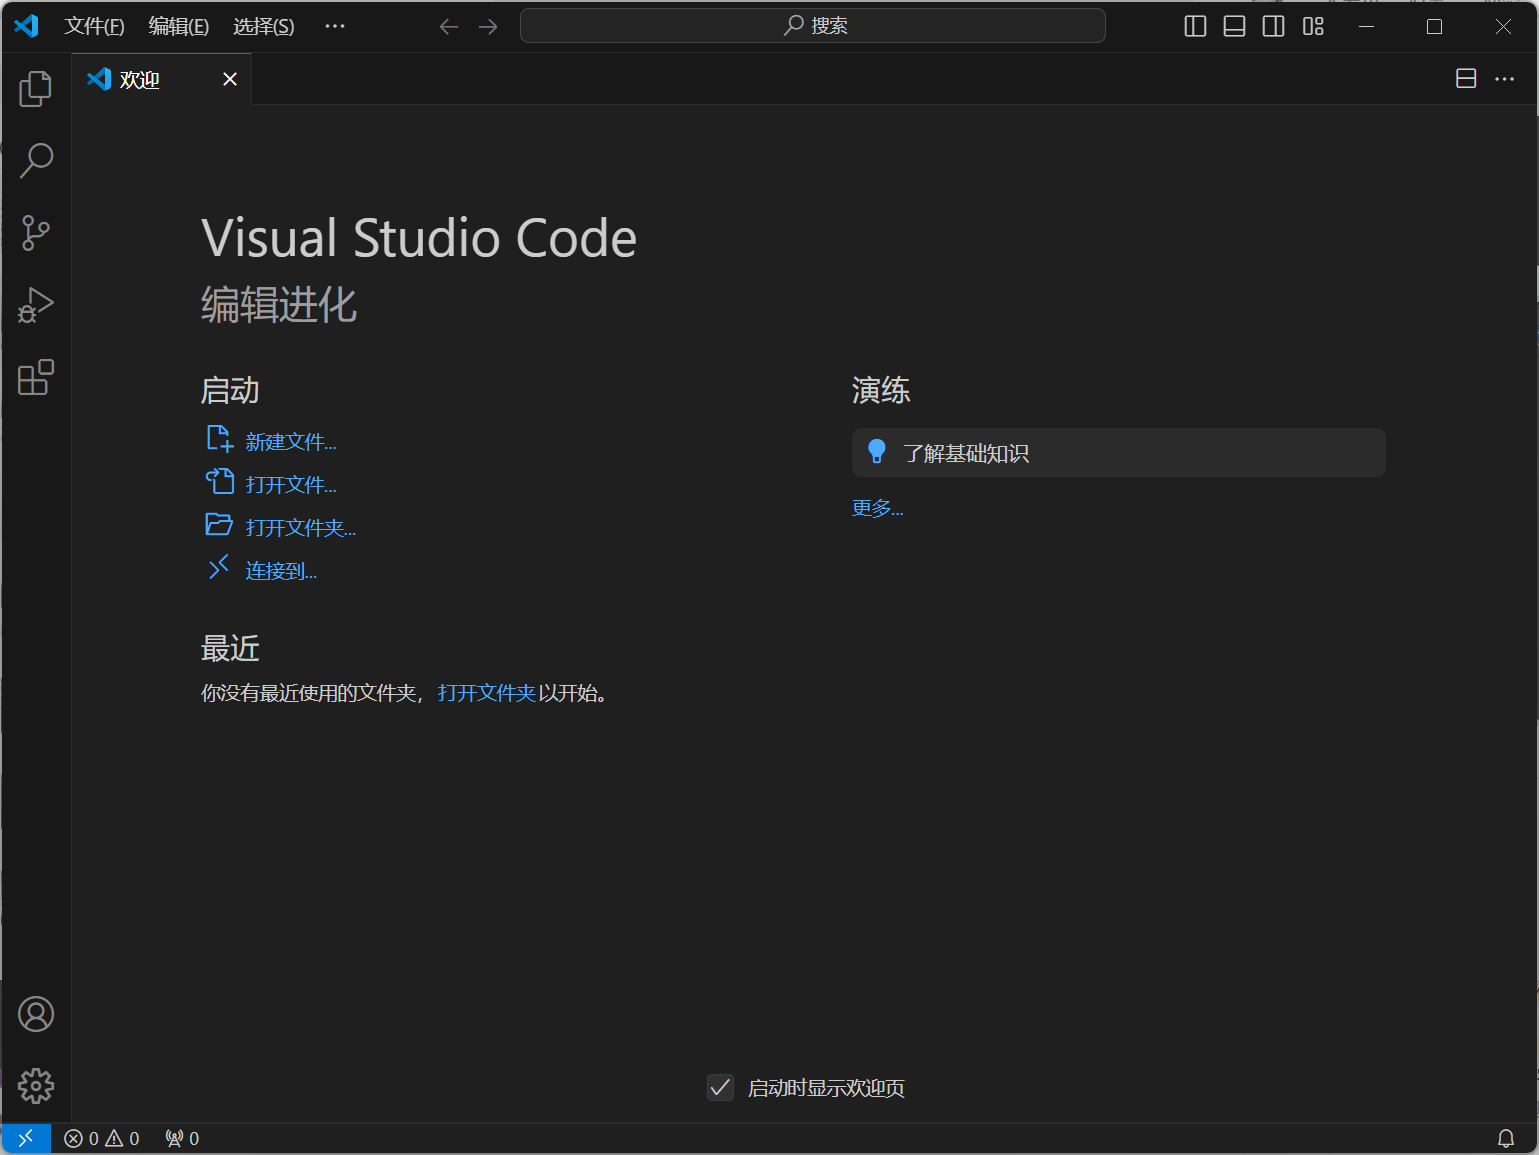 文件(F) 编辑(E) 选择(S) ··· 搜索
欢迎
Visual Studio Code
编辑进化
启动
新建文件...
打开文件...
打开文件夹...
连接到...
最近
你没有最近使用的文件夹，打开文件夹以开始。
演练
了解基础知识
更多...
启动时显示欢迎页
0 0 0